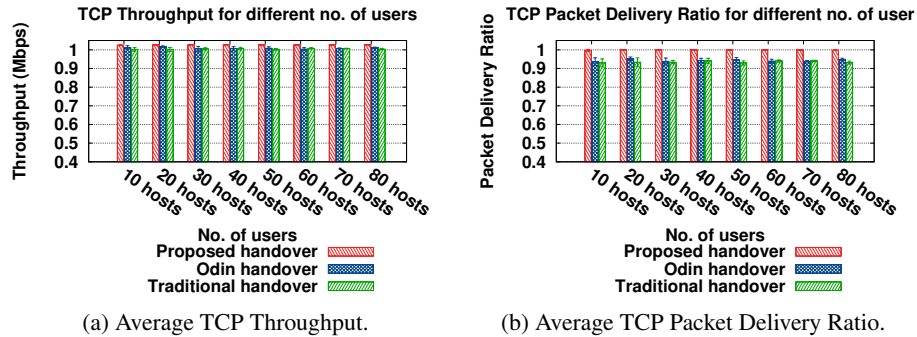 TCP Throughput for different no. of users
Throughput (Mbps)
1
0.9
0.8
0.7
0.6
0.5
0.4
10 hosts
20 hosts
30 hosts
40 hosts
50 hosts
60 hosts
70 hosts
80 hosts
No. of users
Proposed handover
Odin handover
Traditional handover
(a) Average TCP Throughput.
TCP Packet Delivery Ratio for different no. of user
Packet Delivery Ratio
1
0.9
0.8
0.7
0.6
0.5
0.4
10 hosts
20 hosts
30 hosts
40 hosts
50 hosts
60 hosts
70 hosts
80 hosts
No. of users
Proposed handover
Odin handover
Traditional handover
(b) Average TCP Packet Delivery Ratio.